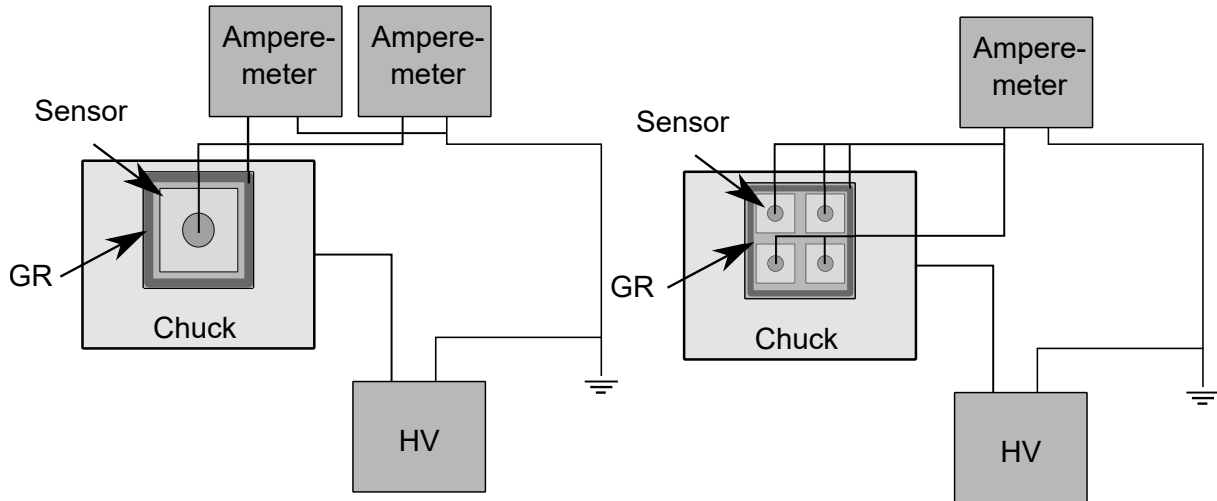 Ampere-
meter
Ampere-
meter
Sensor
GR
Chuck
HV
Ampere-
meter
Sensor
GR
Chuck
HV